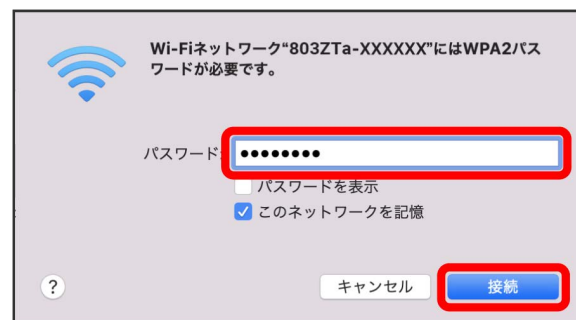 Wi-Fiネットワーク“803ZTa-XXXXXX”にはWPA2パス
ワードが必要です。
パスワード: ●●●●●●●●
パスワードを表示
このネットワークを記憶
? キャンセル 接続